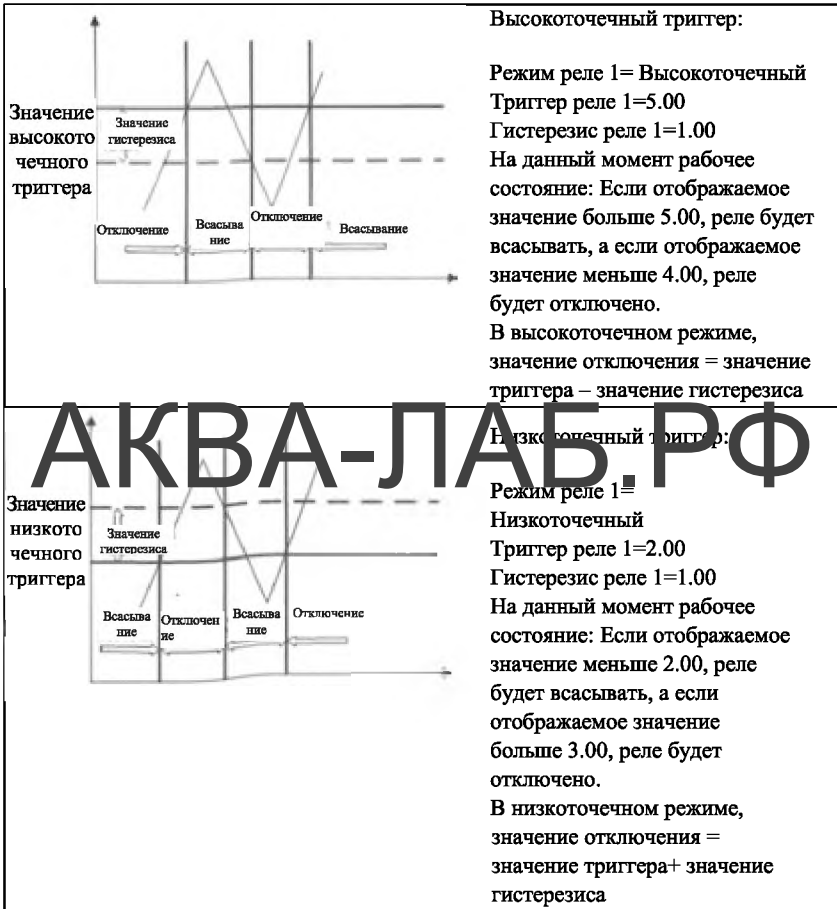 Высокоточечный триггер:
Режим реле 1= Высокоточечный
Триггер реле 1=5.00
Гистерезис реле 1=1.00
На данный момент рабочее
состояние: Если отображаемое
значение больше 5.00, реле будет
всасывать, а если отображаемое
значение меньше 4.00, реле
будет отключено.
В высокоточечном режиме,
значение отключения = значение
триггера – значение гистерезиса
Значение
высокото
чечного
триггера
Значение
гистерезиса
Отключение
Всасыва
ние
Отключение
Всасывание
АКВА-ЛАБ.РФ
Низкоточечный триггер:
Режим реле 1=
Низкоточечный
Триггер реле 1=2.00
Гистерезис реле 1=1.00
На данный момент рабочее
состояние: Если отображаемое
значение меньше 2.00, реле
будет всасывать, а если
отображаемое значение
больше 3.00, реле будет
отключено.
В низкоточечном режиме,
значение отключения =
значение триггера+ значение
гистерезиса
Значение
низкото
чечного
триггера
Значение
гистерезиса
Всасыва
ние
Отключен
ие
Всасыва
ние
Отключение